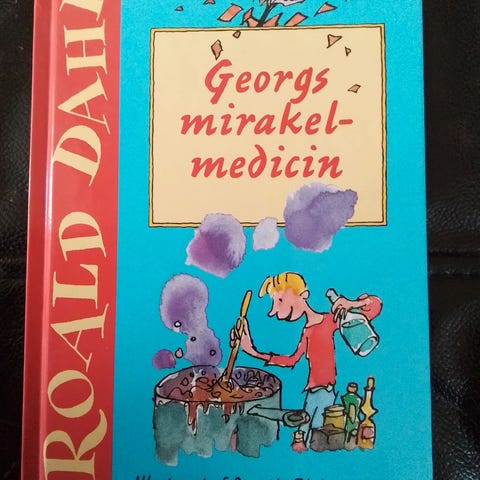 ROALD DAHL
Georgs
mirakel-
medicin